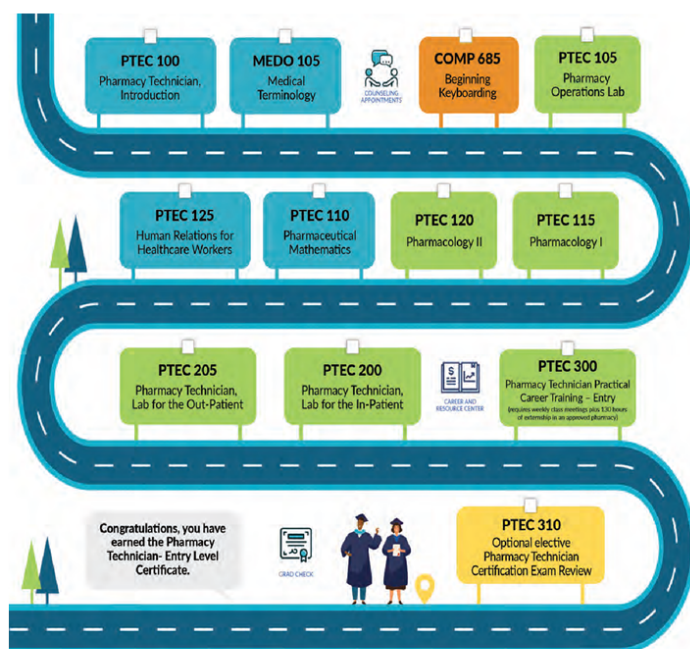 PTEC 100
Pharmacy Technician,
Introduction
MEDO 105
Medical
Terminology
COUNSELING
APPOINTMENTS
COMP 685
Beginning
Keyboarding
PTEC 105
Pharmacy
Operations Lab
PTEC 125
Human Relations for
Healthcare Workers
PTEC 110
Pharmaceutical
Mathematics
PTEC 120
Pharmacology II
PTEC 115
Pharmacology I
PTEC 205
Pharmacy Technician,
Lab for the Out-Patient
PTEC 200
Pharmacy Technician,
Lab for the In-Patient
$
CAREER AND
RESOURCE CENTER
PTEC 300
Pharmacy Technician Practical
Career Training – Entry
(requires weekly class meetings plus 130 hours
of externship in an approved pharmacy)
Congratulations, you have
earned the Pharmacy
Technician- Entry Level
Certificate.
GRAD CHECK
PTEC 310
Optional elective
Pharmacy Technician
Certification Exam Review